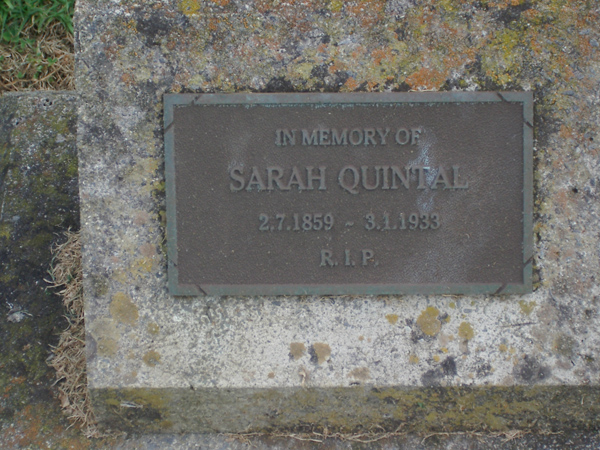 IN MEMORY OF
SARAH QUINTAL
2.7.1859 ~ 3.1.1933
R.I.P.